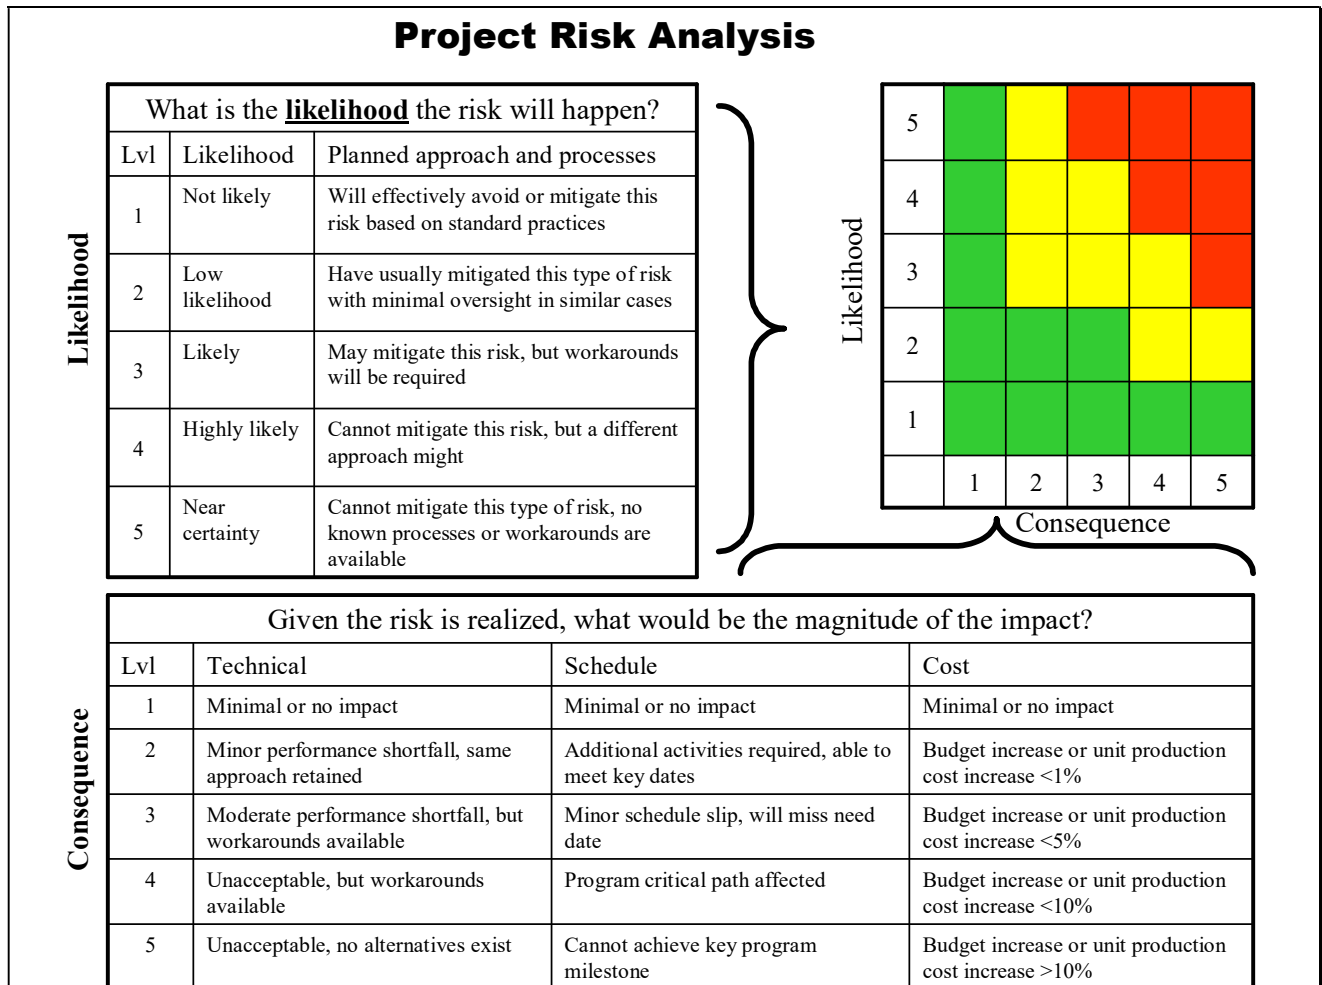 Project Risk Analysis
What is the likelihood the risk will happen?
Lvl Likelihood Planned approach and processes
1 Not likely Will effectively avoid or mitigate this
risk based on standard practices
2 Low Have usually mitigated this type of risk
likelihood with minimal oversight in similar cases
3 Likely May mitigate this risk, but workarounds
will be required
4 Highly likely Cannot mitigate this risk, but a different
approach might
5 Near Cannot mitigate this type of risk, no
certainty known processes or workarounds are
available
Likelihood
Likelihood
5
4
3
2
1
1 2 3 4 5
Consequence
Given the risk is realized, what would be the magnitude of the impact?
Lvl Technical Schedule Cost
1 Minimal or no impact Minimal or no impact Minimal or no impact
2 Minor performance shortfall, same Additional activities required, able to Budget increase or unit production
approach retained meet key dates cost increase <1%
3 Moderate performance shortfall, but Minor schedule slip, will miss need Budget increase or unit production
workarounds available date cost increase <5%
4 Unacceptable, but workarounds Program critical path affected Budget increase or unit production
available cost increase <10%
5 Unacceptable, no alternatives exist Cannot achieve key program Budget increase or unit production
milestone cost increase >10%
Consequence